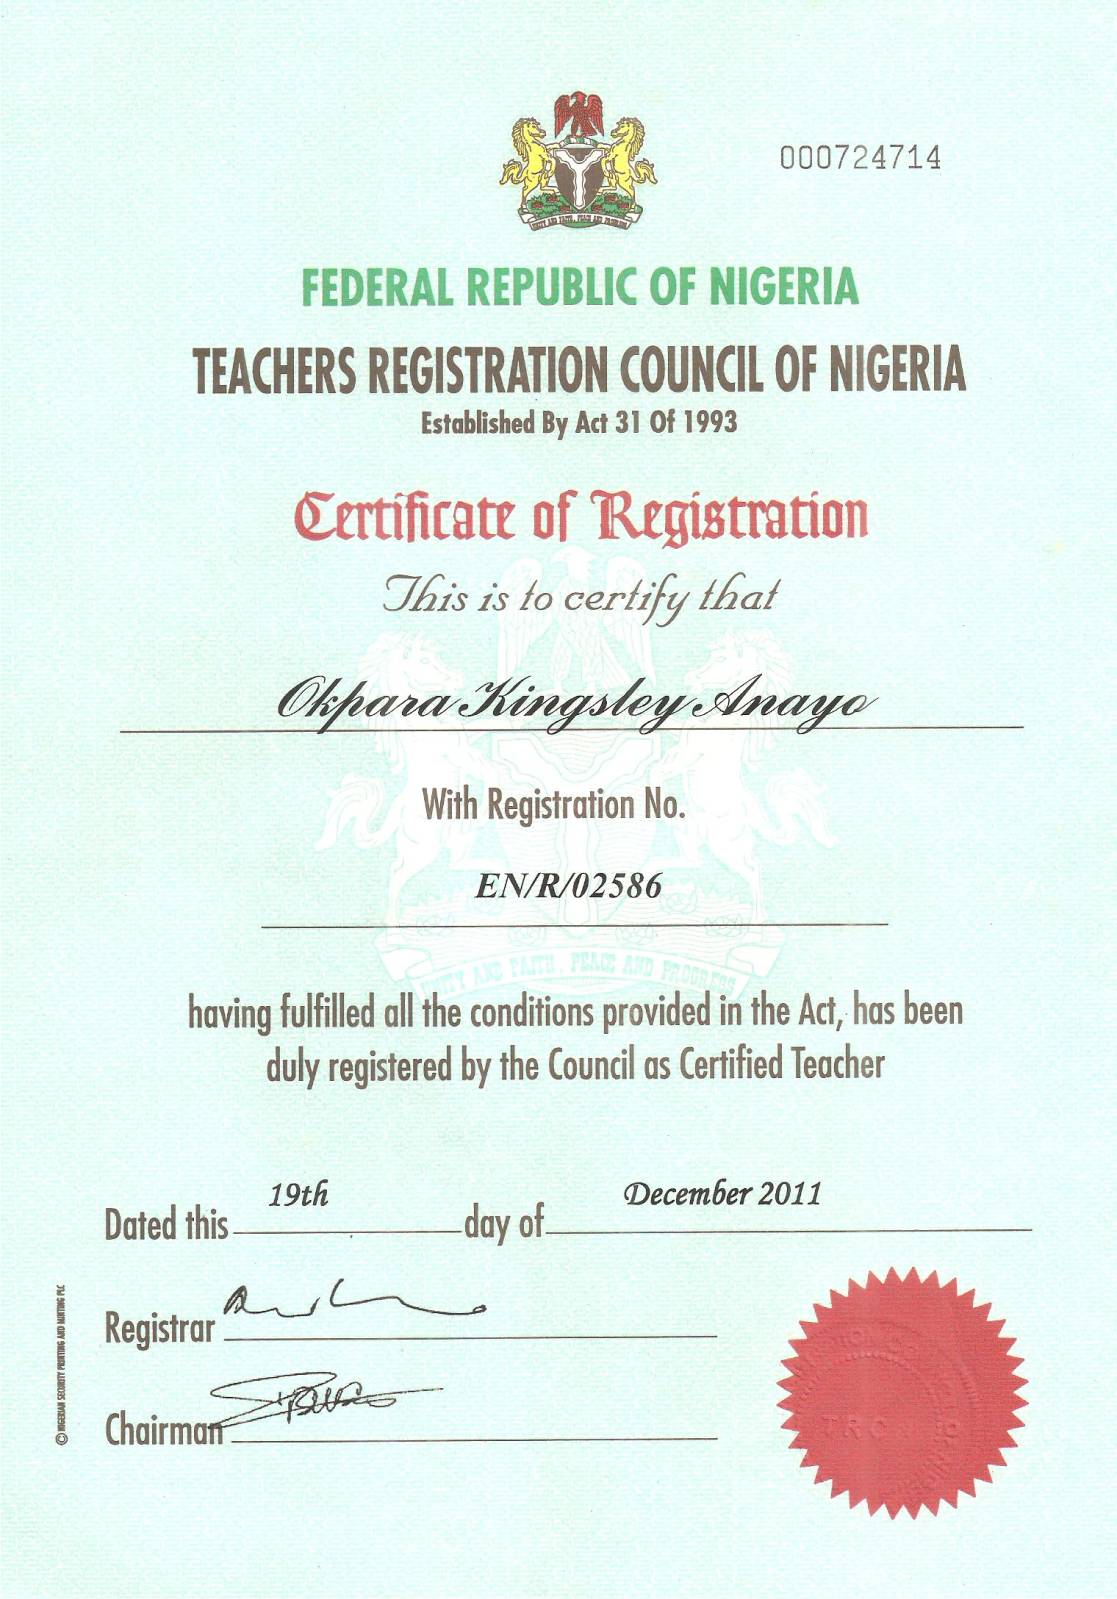 000724714
UNITY AND FAITH, PEACE AND PROGRESS
FEDERAL REPUBLIC OF NIGERIA
TEACHERS REGISTRATION COUNCIL OF NIGERIA
Established By Act 31 Of 1993
Certificate of Registration
This is to certify that
Okpara Kingsley Anayo
With Registration No.
EN/R/02586
UNITY AND FAITH, PEACE AND PROGRESS
having fulfilled all the conditions provided in the Act, has been
duly registered by the Council as Certified Teacher
Dated this 19th day of December 2011
Registrar
Chairman
© NIGERIAN SECURITY PRINTING AND MINTING PLC
TRC